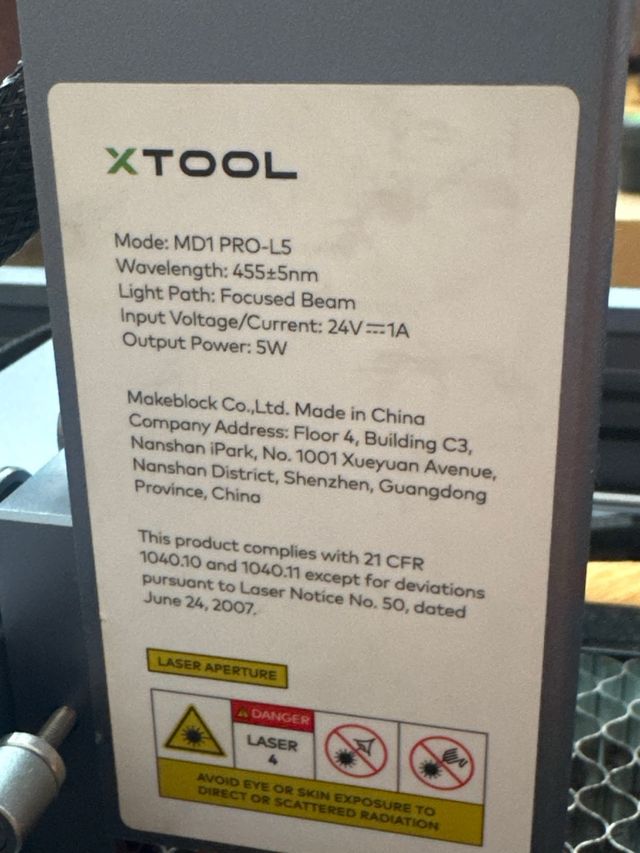 XTOOL
Mode: MD1 PRO-L5
Wavelength: 455±5nm
Light Path: Focused Beam
Input Voltage/Current: 24V⎓1A
Output Power: 5W
Makeblock Co.,Ltd. Made in China
Company Address: Floor 4, Building C3,
Nanshan iPark, No. 1001 Xueyuan Avenue,
Nanshan District, Shenzhen, Guangdong
Province, China
This product complies with 21 CFR
1040.10 and 1040.11 except for deviations
pursuant to Laser Notice No. 50, dated
June 24, 2007.
LASER APERTURE
DANGER
LASER
4
AVOID EYE OR SKIN EXPOSURE TO
DIRECT OR SCATTERED RADIATION